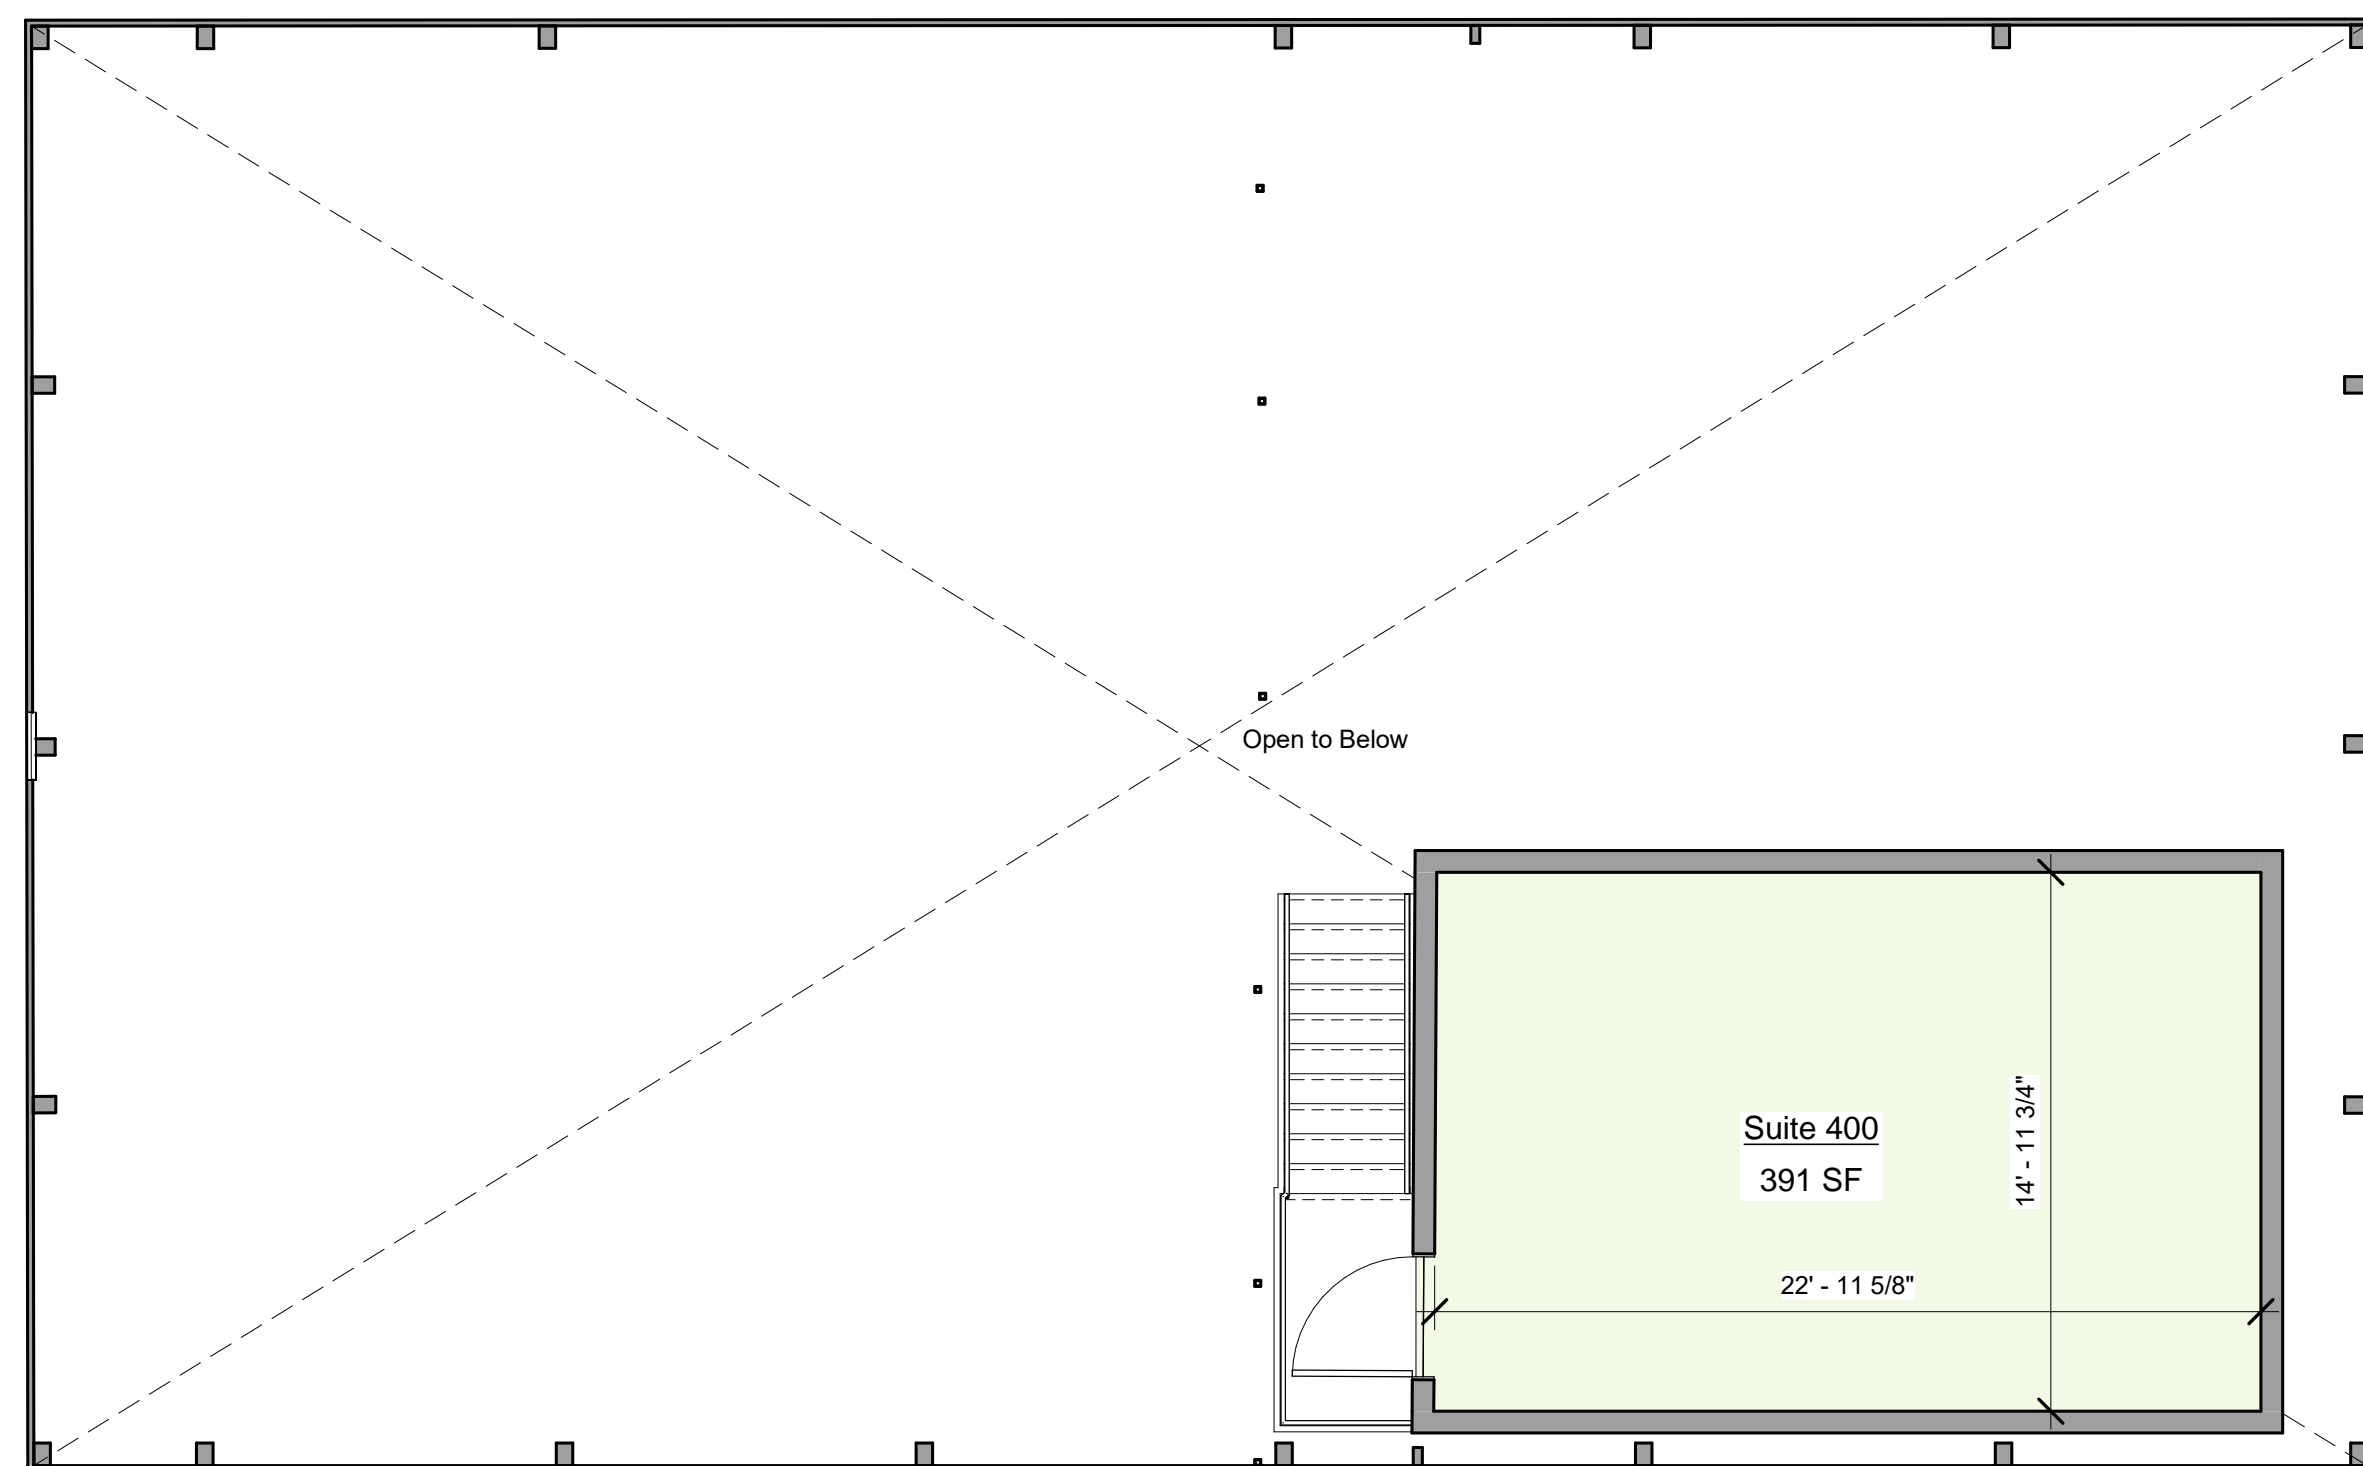 Open to Below
Suite 400
391 SF
14' - 11 3/4"
22' - 11 5/8"